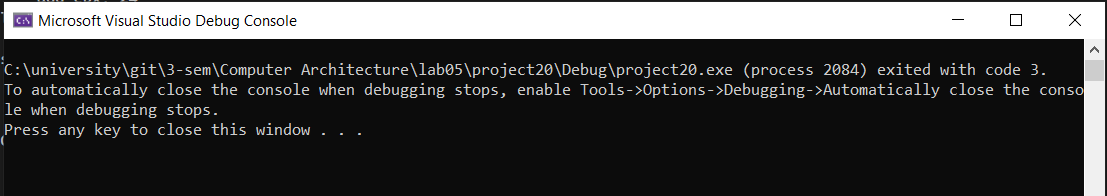 Microsoft Visual Studio Debug Console
C:\university\git\3-sem\Computer Architecture\lab05\project20\Debug\project20.exe (process 2084) exited with code 3.
To automatically close the console when debugging stops, enable Tools->Options->Debugging->Automatically close the conso
le when debugging stops.
Press any key to close this window . . .